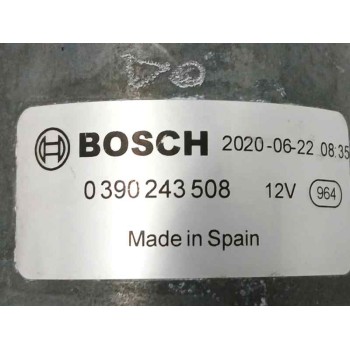 BOSCH 2020-06-22 08:35
0 390 243 508 12V 964
Made in Spain